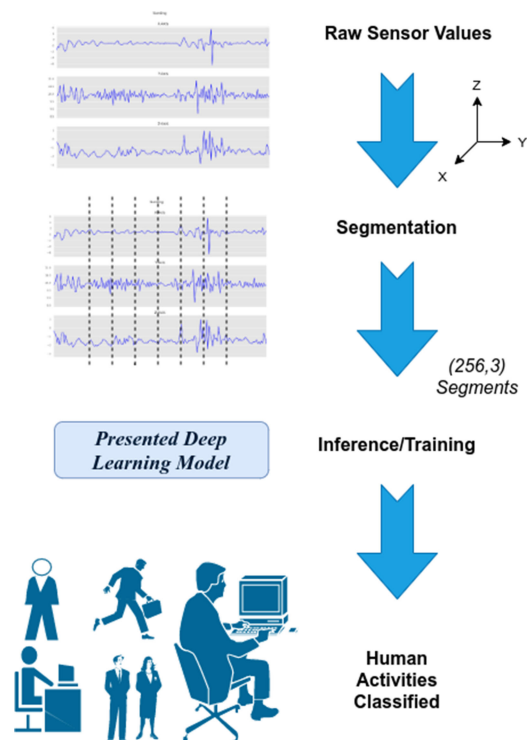 Raw Sensor Values
Z
Y
X
Segmentation
(256,3)
Segments
Presented Deep
Learning Model
Inference/Training
Human
Activities
Classified